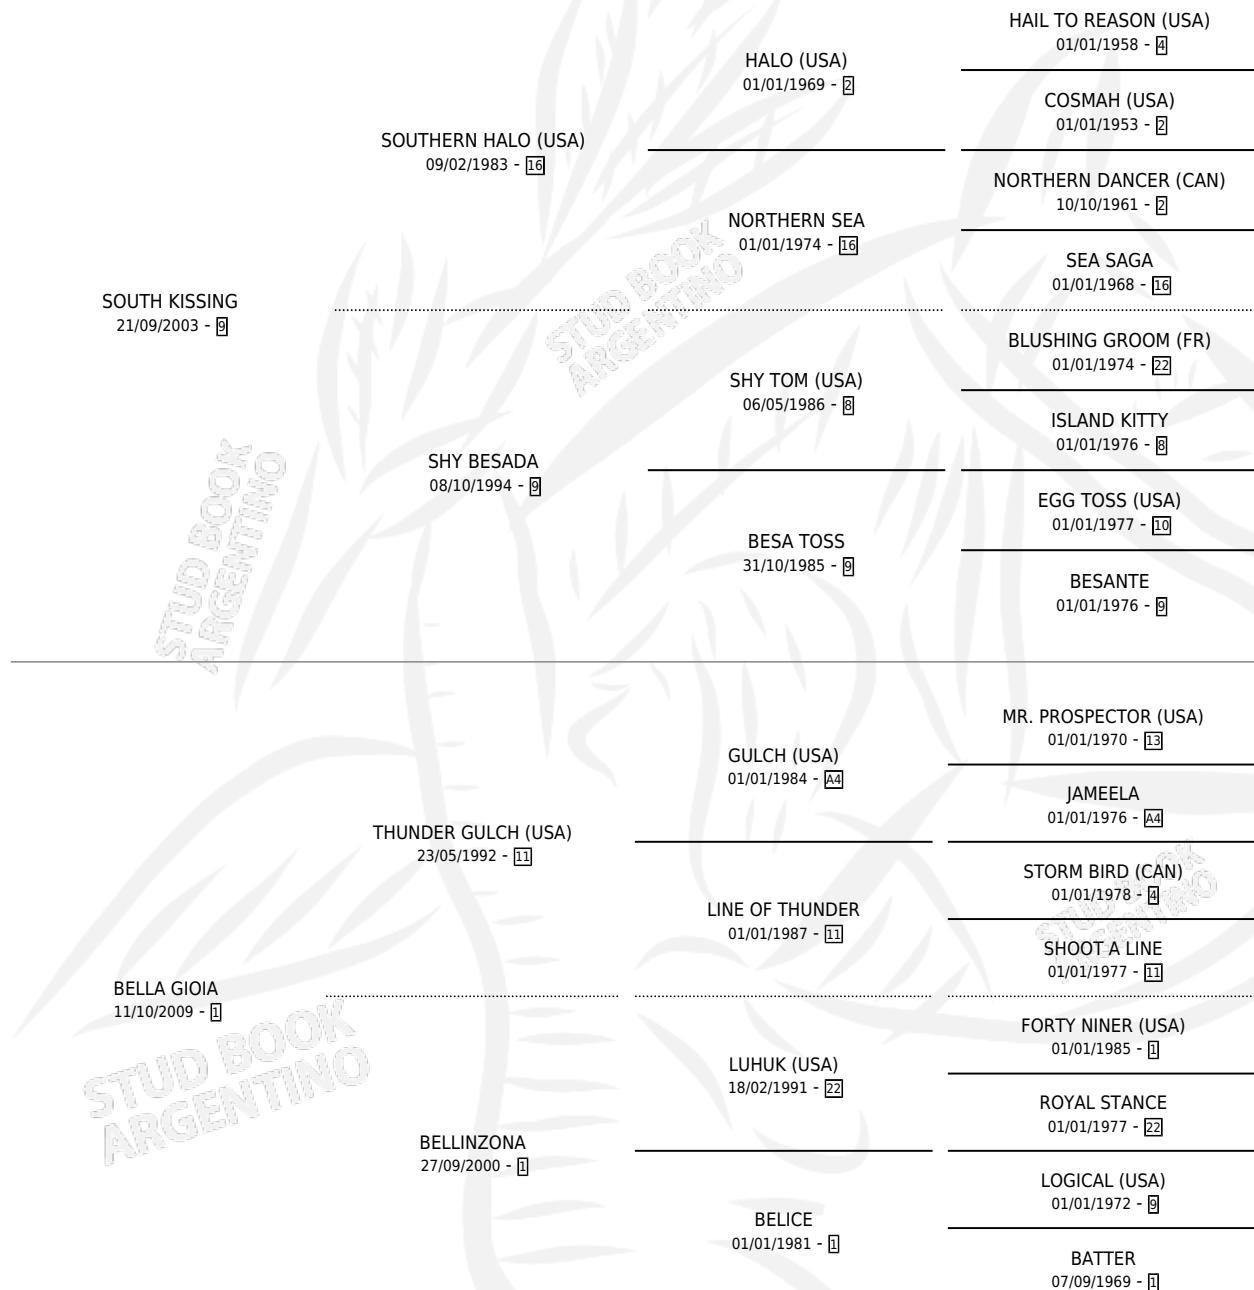 HAIL TO REASON (USA)
01/01/1958 - 4
HALO (USA)
01/01/1969 - 2
COSMAH (USA)
01/01/1953 - 2
SOUTHERN HALO (USA)
09/02/1983 - 16
NORTHERN DANCER (CAN)
10/10/1961 - 2
NORTHERN SEA
01/01/1974 - 16
SEA SAGA
01/01/1968 - 16
SOUTH KISSING
21/09/2003 - 9
STUD BOOK
ARGENTINO
BLUSHING GROOM (FR)
01/01/1974 - 22
SHY TOM (USA)
06/05/1986 - 8
ISLAND KITTY
01/01/1976 - 8
SHY BESADA
08/10/1994 - 9
EGG TOSS (USA)
01/01/1977 - 10
BESA TOSS
31/10/1985 - 9
BESANTE
01/01/1976 - 9
STUD BOOK
ARGENTINO
MR. PROSPECTOR (USA)
01/01/1970 - 13
GULCH (USA)
01/01/1984 - A4
JAMEELA
01/01/1976 - A4
THUNDER GULCH (USA)
23/05/1992 - 11
STORM BIRD (CAN)
01/01/1978 - 4
LINE OF THUNDER
01/01/1987 - 11
SHOOT A LINE
01/01/1977 - 11
STUD BOOK
ARGENTINO
BELLA GIOIA
11/10/2009 - 1
STUD BOOK
ARGENTINO
FORTY NINER (USA)
01/01/1985 - 1
LUHUK (USA)
18/02/1991 - 22
ROYAL STANCE
01/01/1977 - 22
BELLINZONA
27/09/2000 - 1
LOGICAL (USA)
01/01/1972 - 9
BELICE
01/01/1981 - 1
BATTER
07/09/1969 - 1